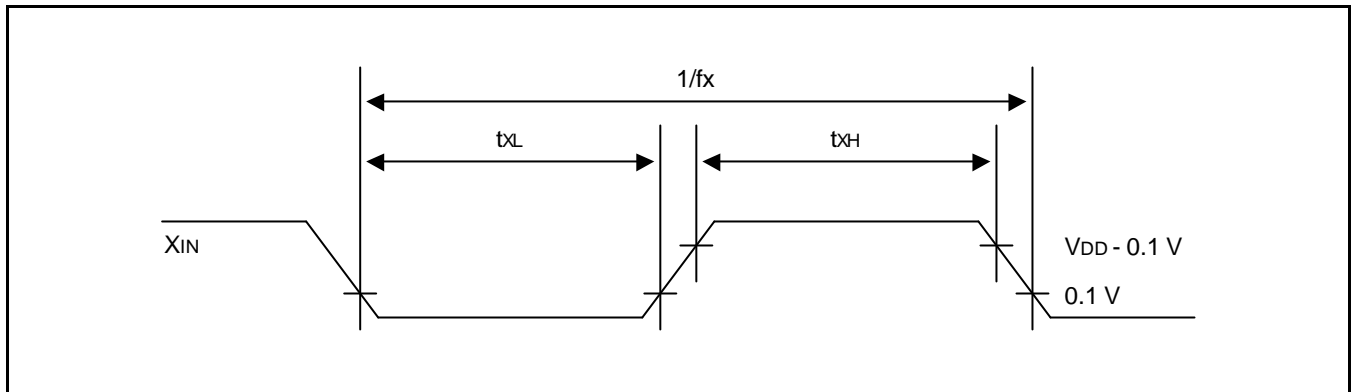 1/fx
tXL
tXH
XIN
VDD - 0.1 V
0.1 V